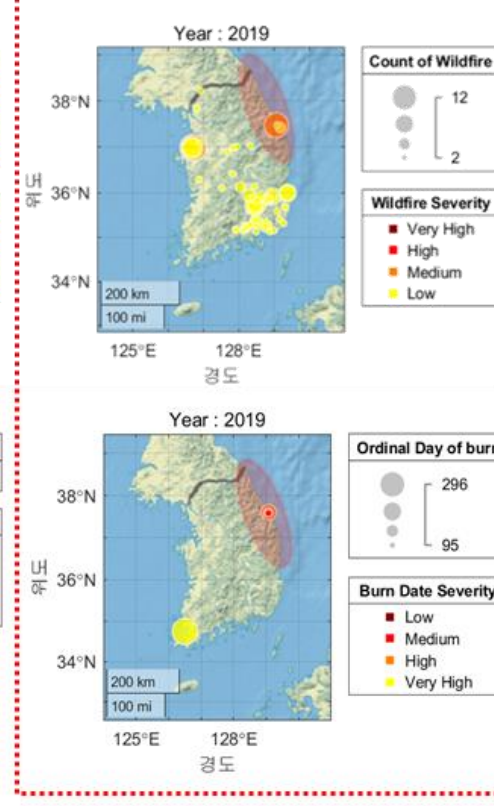 Year : 2019
38°N
36°N
34°N
위도
200 km
100 mi
125°E 128°E
경도
Count of Wildfire
12
2
Wildfire Severity
Very High
High
Medium
Low
Year : 2019
38°N
36°N
34°N
위도
200 km
100 mi
125°E 128°E
경도
Ordinal Day of burn
296
95
Burn Date Severity
Low
Medium
High
Very High